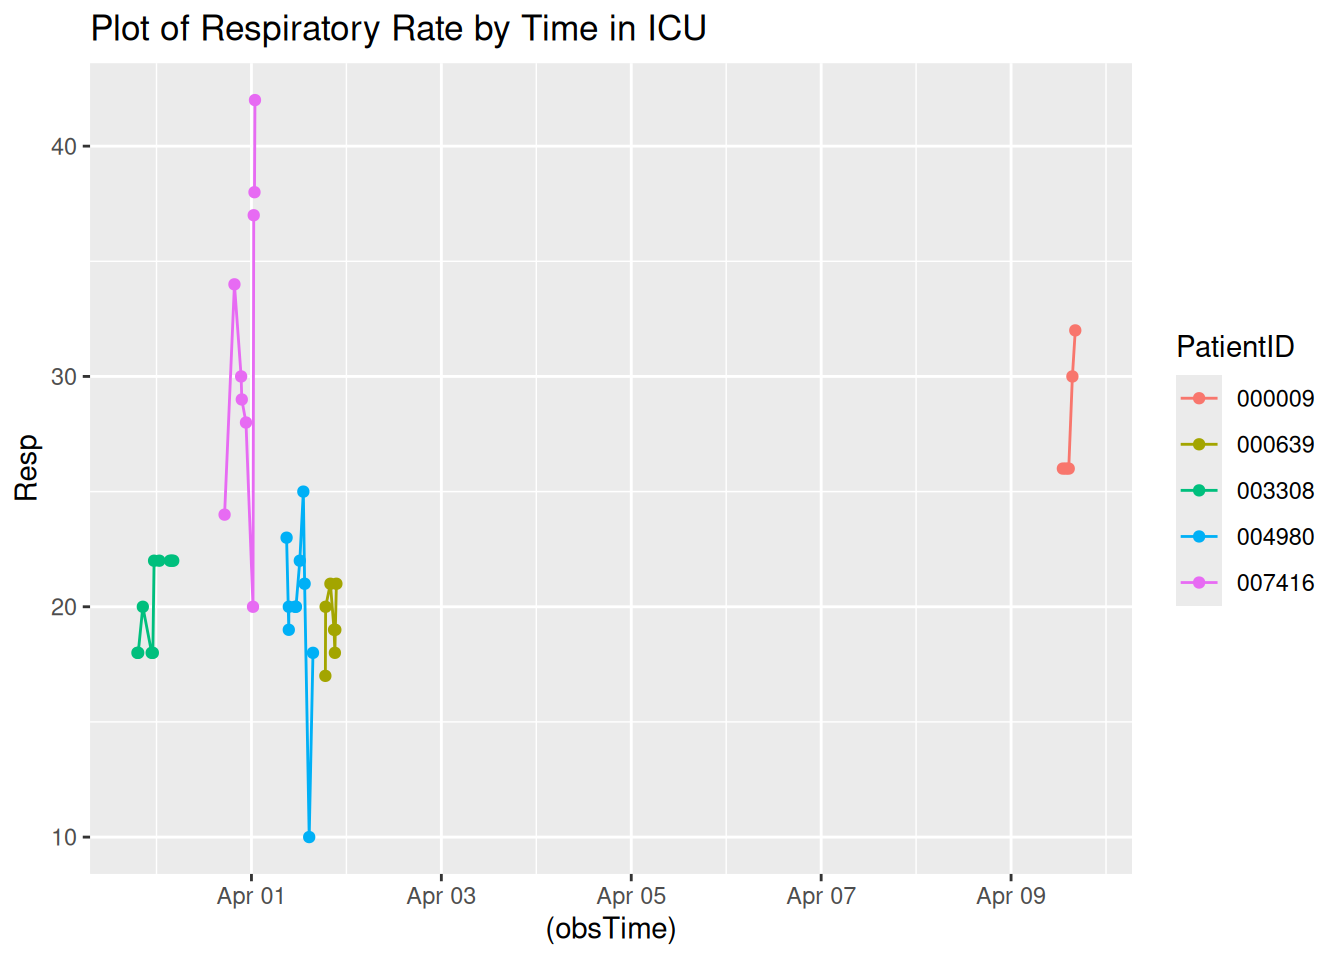 Plot of Respiratory Rate by Time in ICU
Resp
40
30
20
10
Apr 01 Apr 03 Apr 05 Apr 07 Apr 09
(obsTime)
PatientID
000009
000639
003308
004980
007416